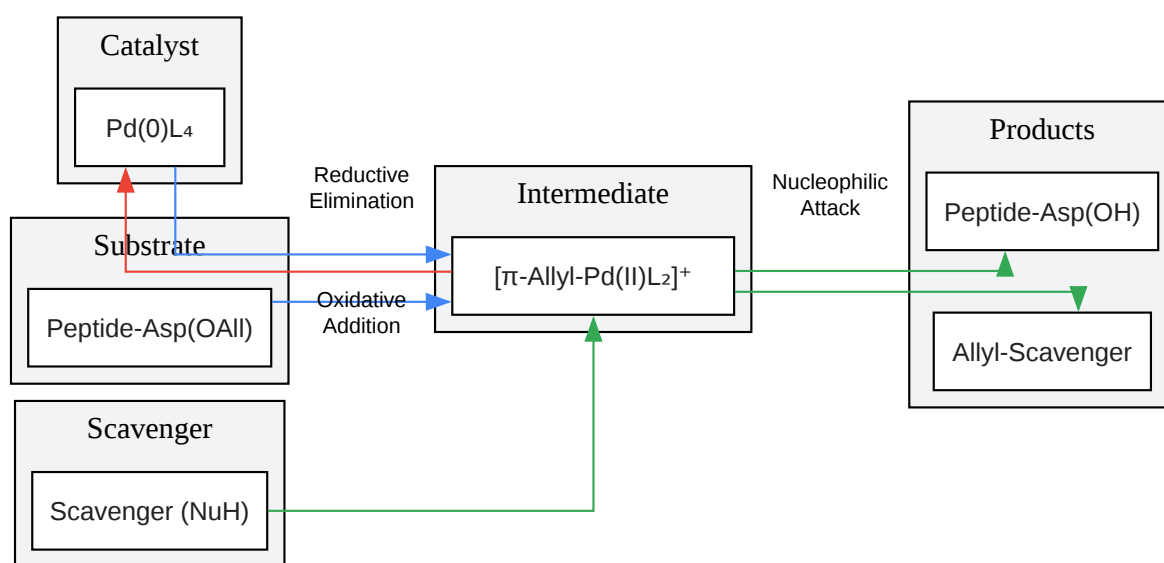 Catalyst
Pd(0)L₄
Substrate
Peptide-Asp(OAll)
Scavenger
Scavenger (NuH)
Reductive
Elimination
Oxidative
Addition
Intermediate
[π-Allyl-Pd(II)L₂]⁺
Nucleophilic
Attack
Products
Peptide-Asp(OH)
Allyl-Scavenger